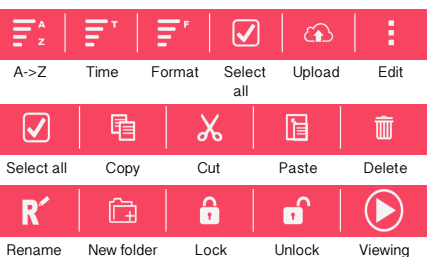 A Z T F
A->Z Time Format Select all Upload Edit
Select all Copy Cut Paste Delete
R
Rename New folder Lock Unlock Viewing